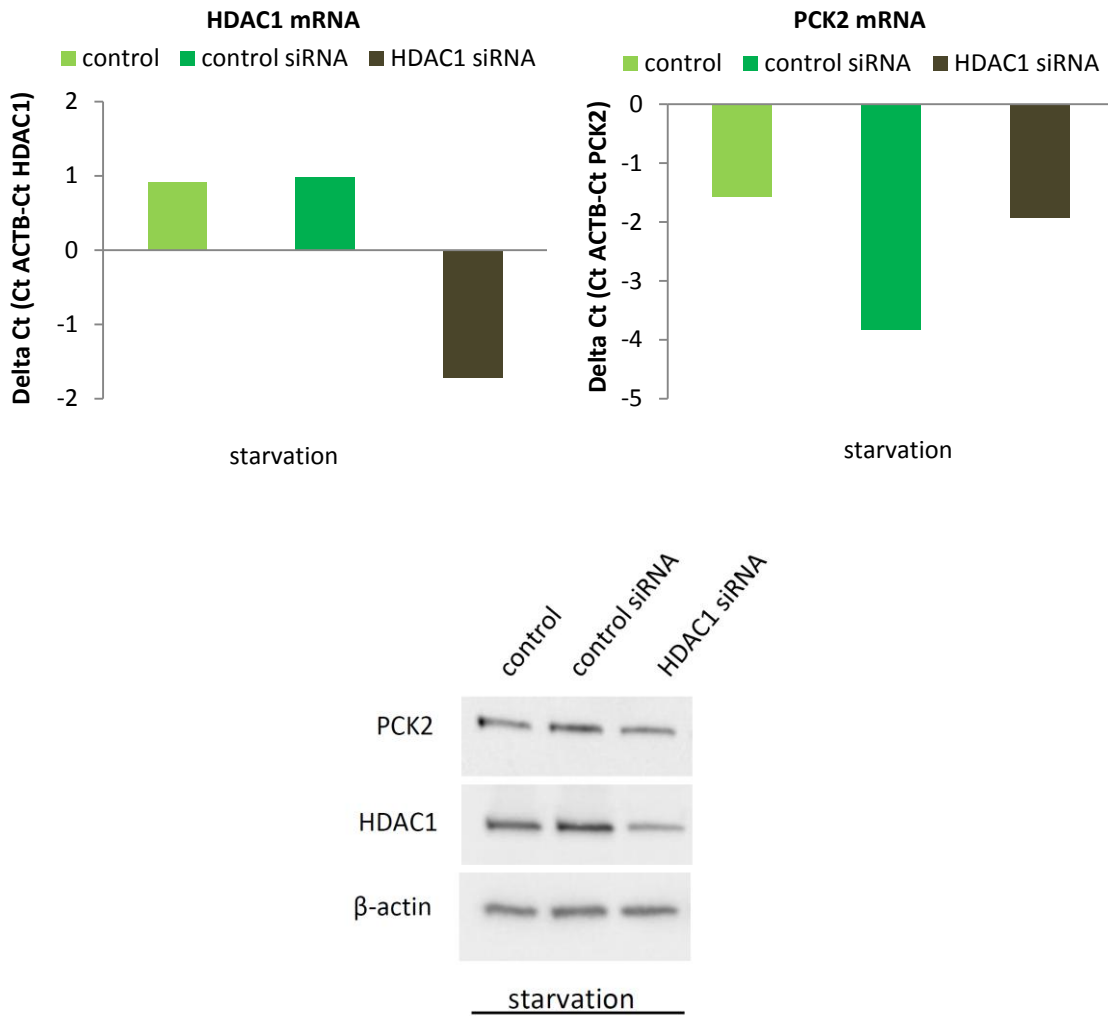 HDAC1 mRNA
control control siRNA HDAC1 siRNA
Delta Ct (Ct ACTB-Ct HDAC1)
2
1
0
-1
-2
starvation
PCK2 mRNA
control control siRNA HDAC1 siRNA
Delta Ct (Ct ACTB-Ct PCK2)
0
-1
-2
-3
-4
-5
starvation
control
control siRNA
HDAC1 siRNA
PCK2
HDAC1
β-actin
starvation